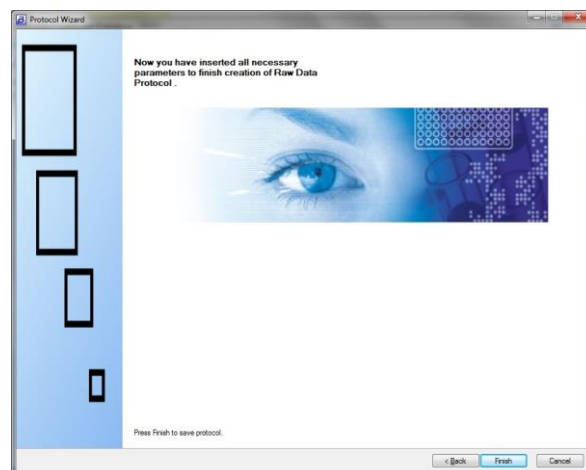 Protocol Wizard
Now you have inserted all necessary
parameters to finish creation of Raw Data
Protocol .
Press Finish to save protocol.
< Back
Finish
Cancel